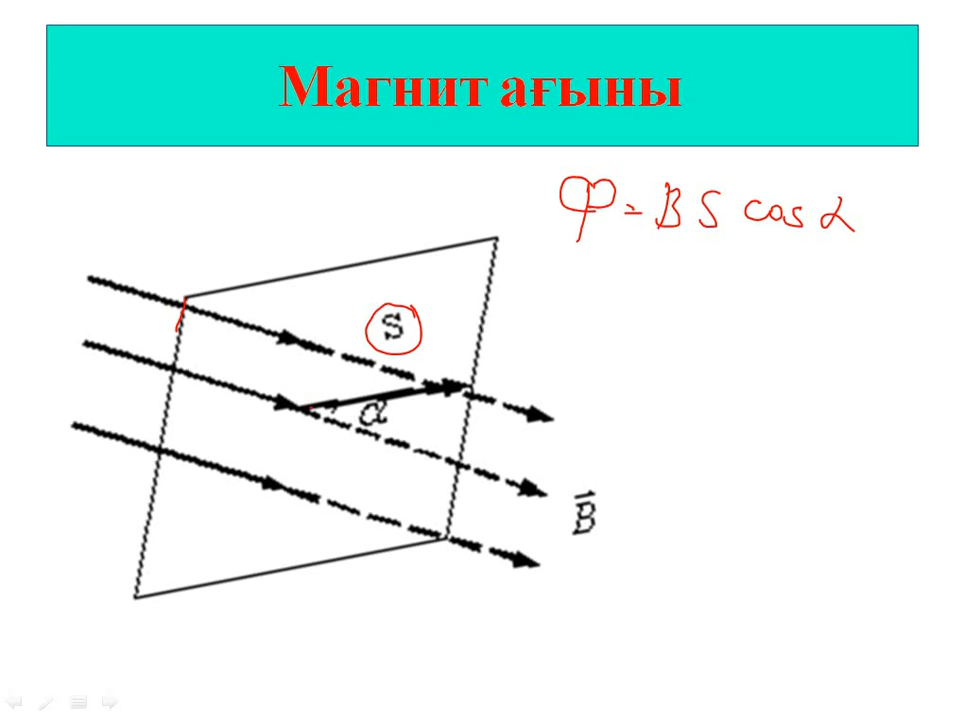 Магнит ағыны
Ф = B S cos α
S
α
B⃗